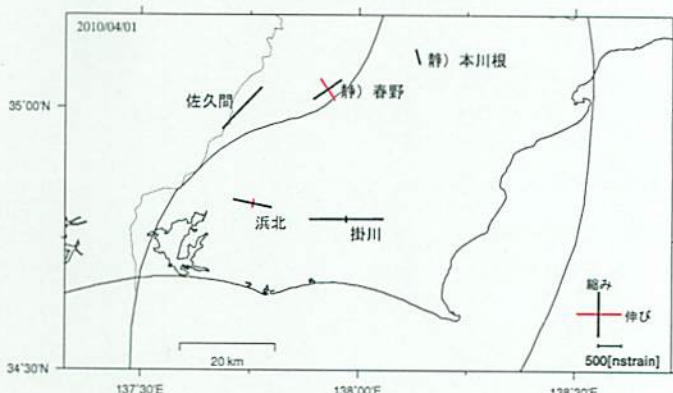 2010/04/01
静）本川根
35°00'N
佐久間
静）春野
浜北
掛川
縮み
伸び
500[nstrain]
20 km
34°30'N
137°30'E
138°00'E
138°30'E